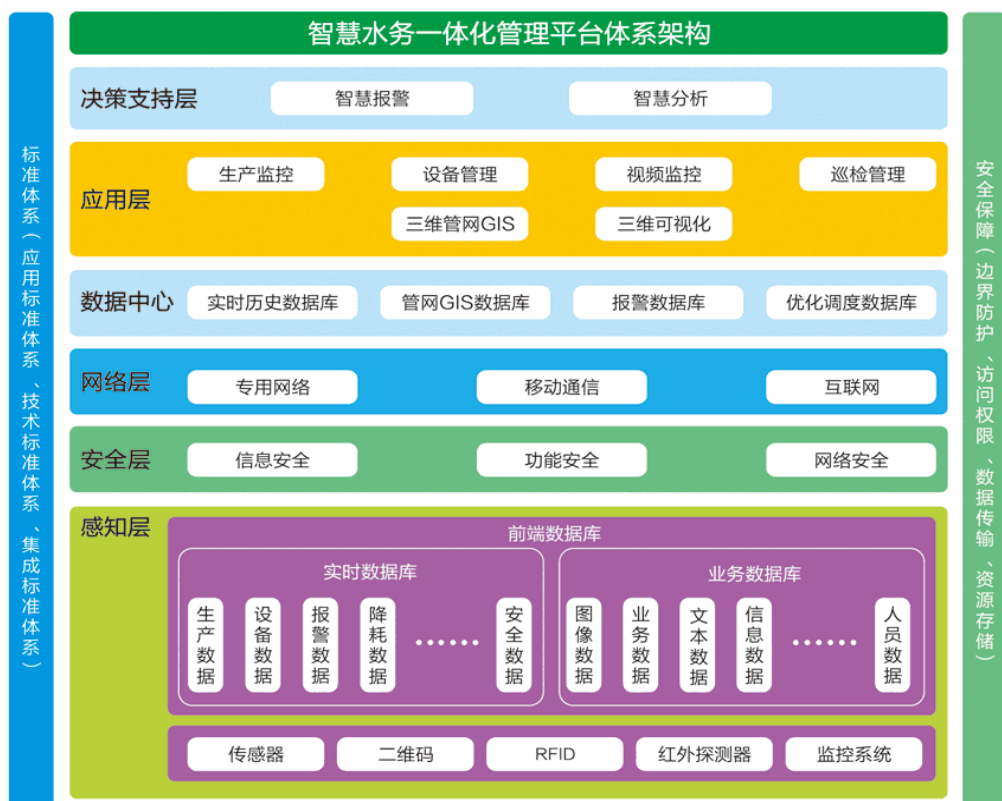 智慧水务一体化管理平台体系架构
标准体系（应用标准体系、技术标准体系、集成标准体系）
决策支持层
智慧报警
智慧分析
应用层
生产监控
设备管理
视频监控
巡检管理
三维管网GIS
三维可视化
数据中心
实时历史数据库
管网GIS数据库
报警数据库
优化调度数据库
网络层
专用网络
移动通信
互联网
安全层
信息安全
功能安全
网络安全
感知层
前端数据库
实时数据库
生产数据
设备数据
报警数据
降耗数据
……
安全数据
业务数据库
图像数据
业务数据
文本数据
信息数据
……
人员数据
传感器
二维码
RFID
红外探测器
监控系统
安全保障（边界防护、访问权限、数据传输、资源存储）